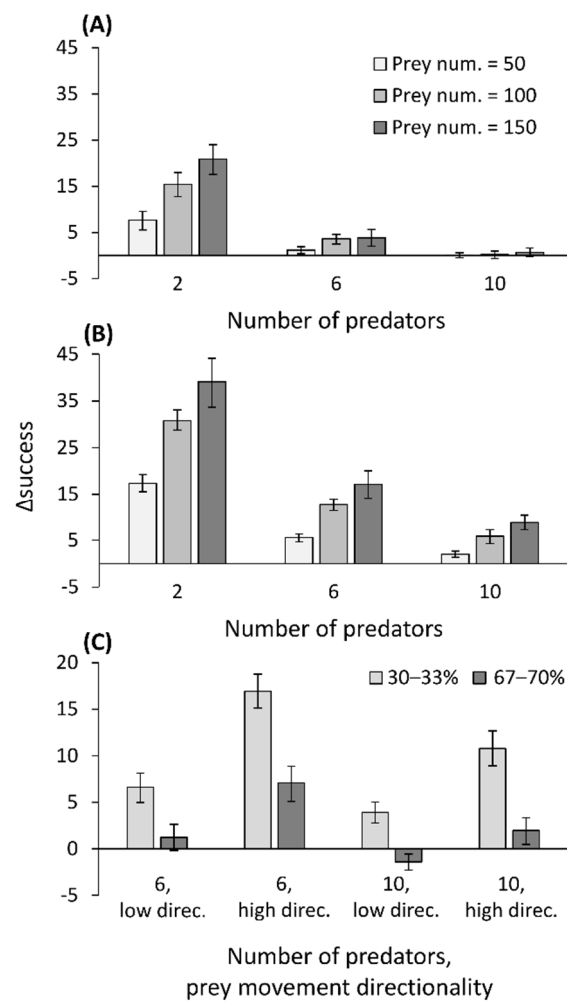 (A)
45
35
25
15
5
-5
Prey num. = 50
Prey num. = 100
Prey num. = 150
2 6 10
Number of predators
(B)
45
35
25
15
5
-5
Δsuccess
2 6 10
Number of predators
(C)
20
15
10
5
0
-5
30–33% 67–70%
6, 6, 10, 10,
low direc. high direc. low direc. high direc.
Number of predators,
prey movement directionality